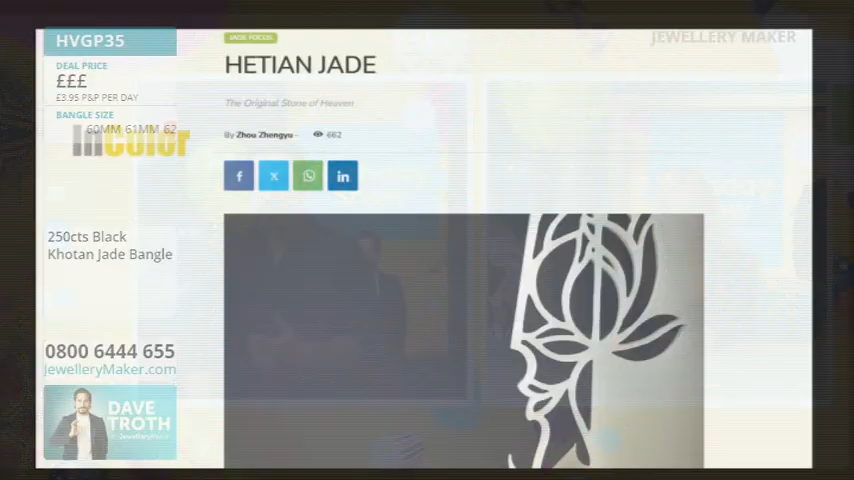 HVGP35
DEAL PRICE
£££
£3.95 P&P PER DAY
BANGLE SIZE
60MM 61MM 62
InColor
250cts Black
Khotan Jade Bangle
0800 6444 655
JewelleryMaker.com
DAVE
TROTH
JEWELLERY MAKER
JADE FOCUS
HETIAN JADE
The Original Stone of Heaven
By Zhou Zhengyu - 662
f X in